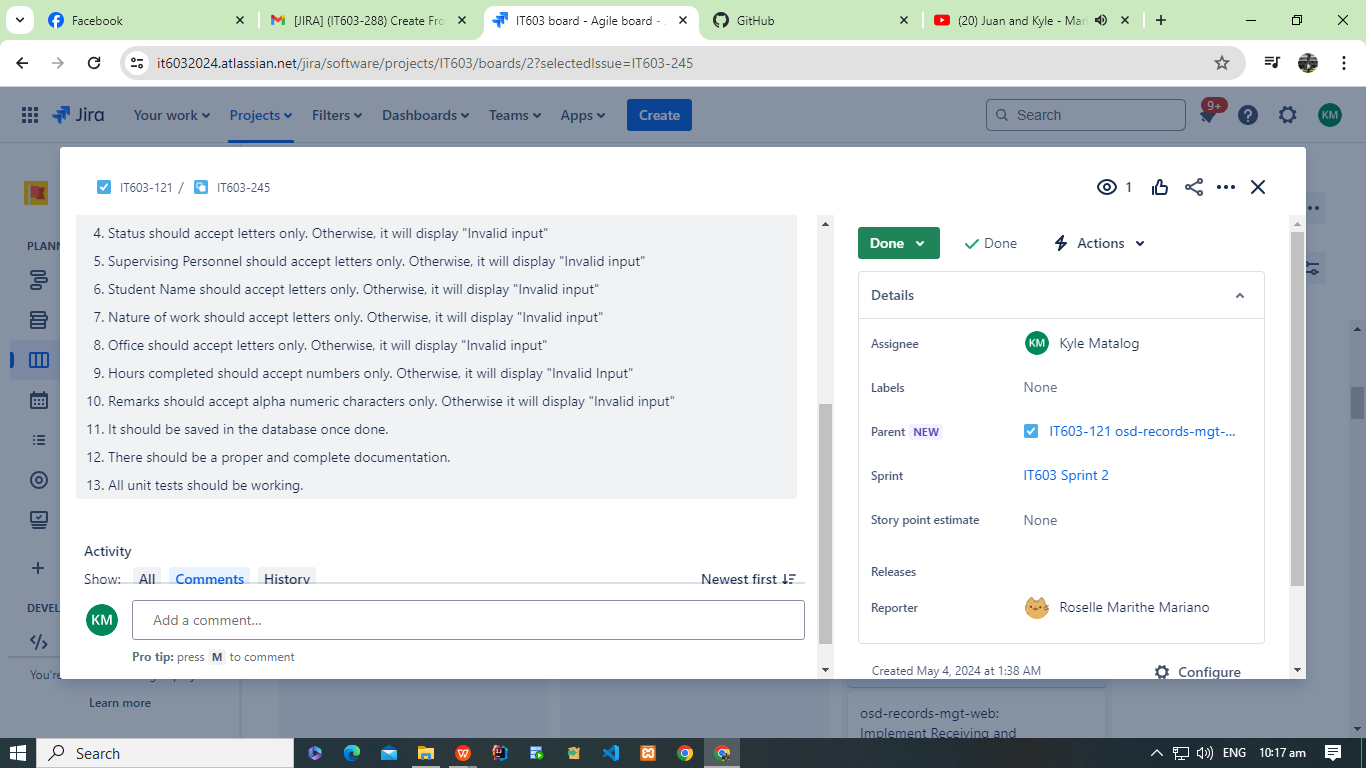 Facebook
[JIRA] (IT603-288) Create Fro
IT603 board - Agile board -
GitHub
(20) Juan and Kyle - Mari
it6032024.atlassian.net/jira/software/projects/IT603/boards/2?selectedIssue=IT603-245
Jira
Your work
Projects
Filters
Dashboards
Teams
Apps
Create
Search
9+
KM
IT603-121 / IT603-245
1
PLANN
4. Status should accept letters only. Otherwise, it will display "Invalid input"
5. Supervising Personnel should accept letters only. Otherwise, it will display "Invalid input"
6. Student Name should accept letters only. Otherwise, it will display "Invalid input"
7. Nature of work should accept letters only. Otherwise, it will display "Invalid input"
8. Office should accept letters only. Otherwise, it will display "Invalid input"
9. Hours completed should accept numbers only. Otherwise, it will display "Invalid Input"
10. Remarks should accept alpha numeric characters only. Otherwise it will display "Invalid input"
11. It should be saved in the database once done.
12. There should be a proper and complete documentation.
13. All unit tests should be working.
Activity
Show: All Comments History
Newest first
KM
Add a comment...
Pro tip: press M to comment
Done
Done
Actions
Details
Assignee
KM Kyle Matalog
Labels
None
Parent NEW
IT603-121 osd-records-mgt-...
Sprint
IT603 Sprint 2
Story point estimate
None
Releases
Reporter
Roselle Marithe Mariano
Created May 4, 2024 at 1:38 AM
Configure
DEVEL
You're
Learn more
osd-records-mgt-web:
Implement Receiving and
Search
ENG
10:17 am